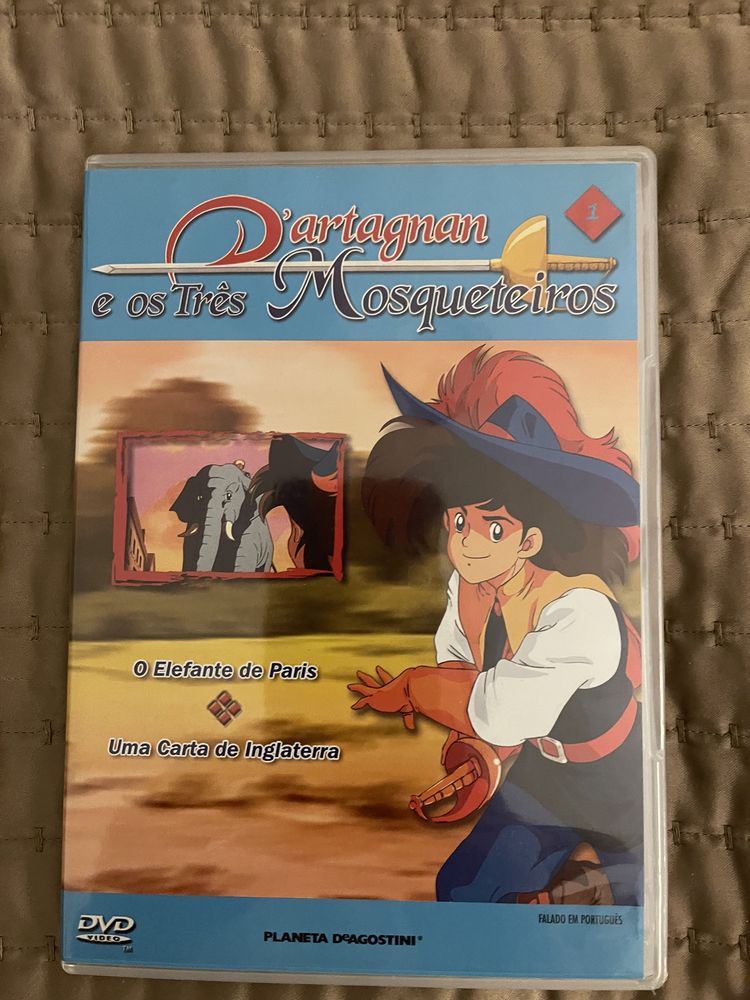 D'artagnan
1
e os Três Mosqueteiros
O Elefante de Paris
Uma Carta de Inglaterra
DVD
VIDEO
TM
PLANETA DeAGOSTINI®
FALADO EM PORTUGUÊS